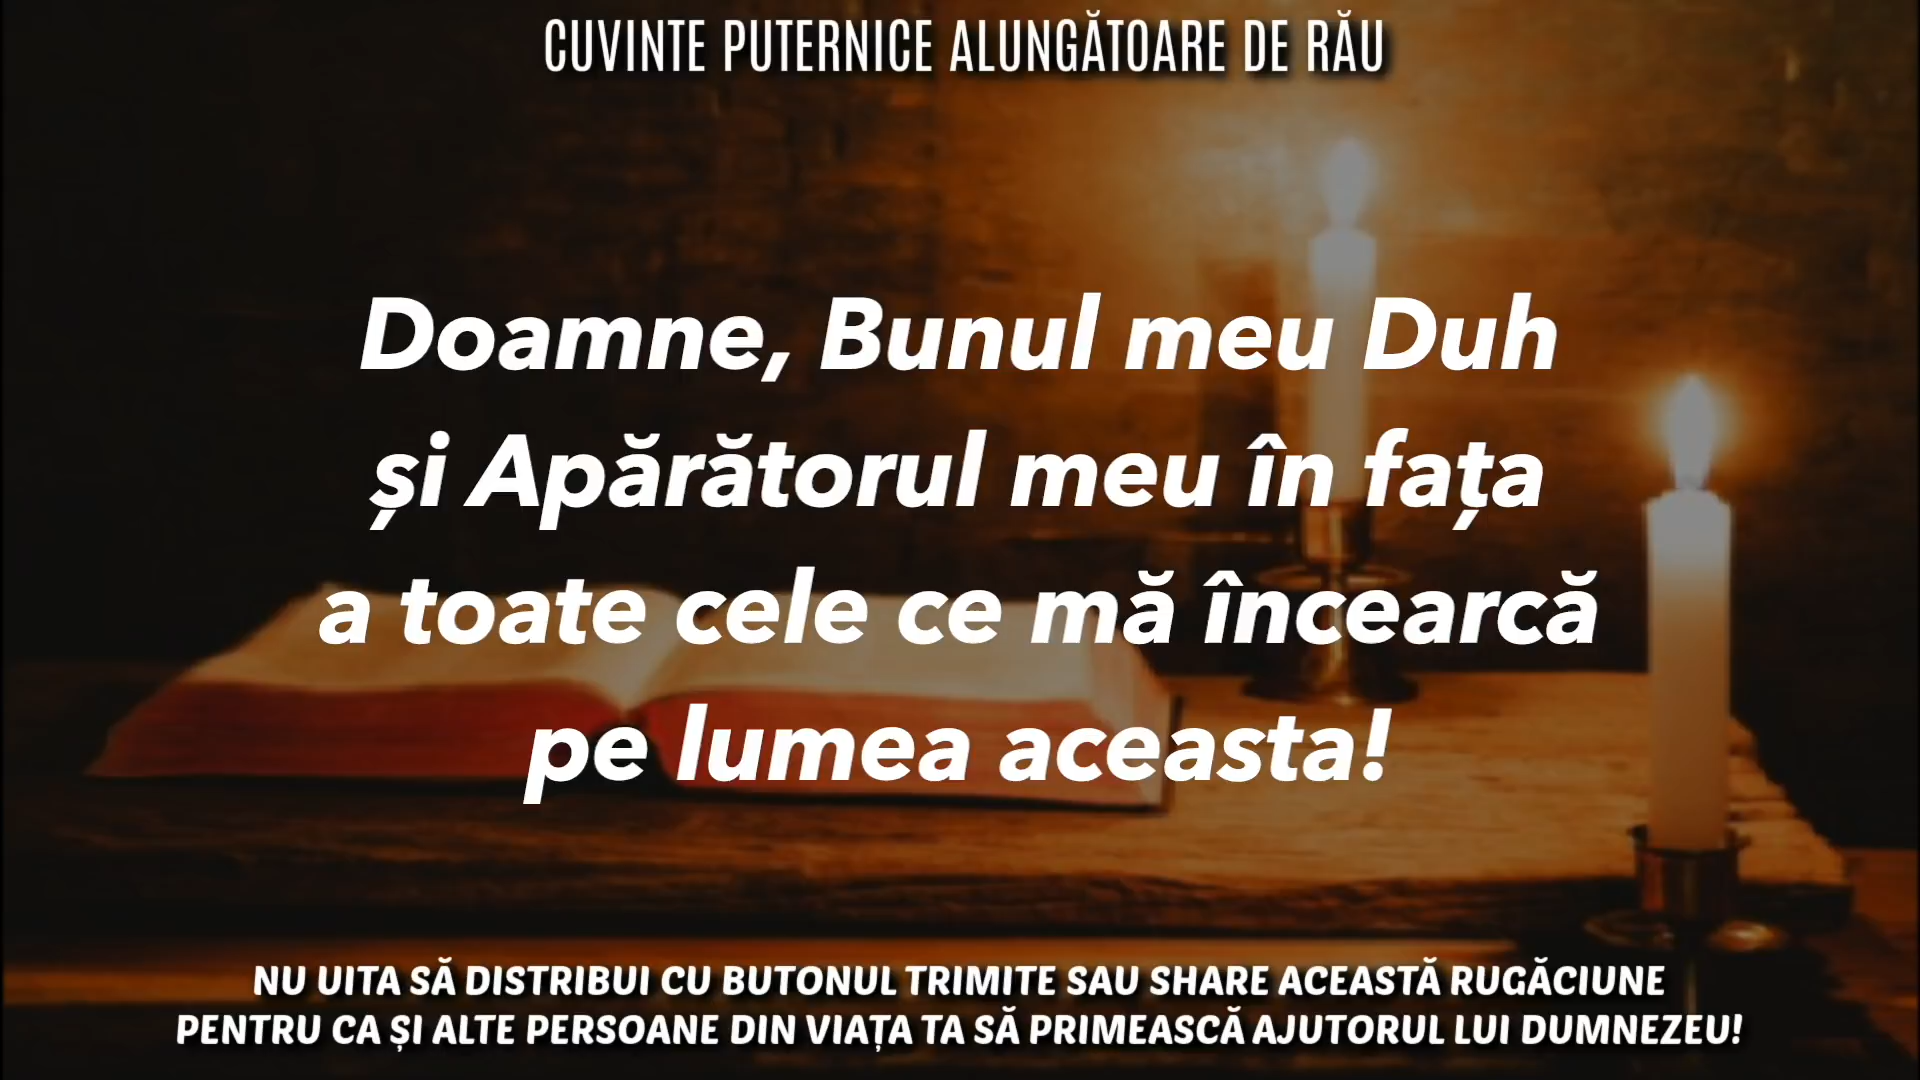 CUVINTE PUTERNICE ALUNGĂTOARE DE RĂU
Doamne, Bunul meu Duh
și Apărătorul meu în fața
a toate cele ce mă încearcă
pe lumea aceasta!
NU UITA SĂ DISTRIBUI CU BUTONUL TRIMITE SAU SHARE ACEASTĂ RUGĂCIUNE
PENTRU CA ȘI ALTE PERSOANE DIN VIAȚA TA SĂ PRIMEASCĂ AJUTORUL LUI DUMNEZEU!